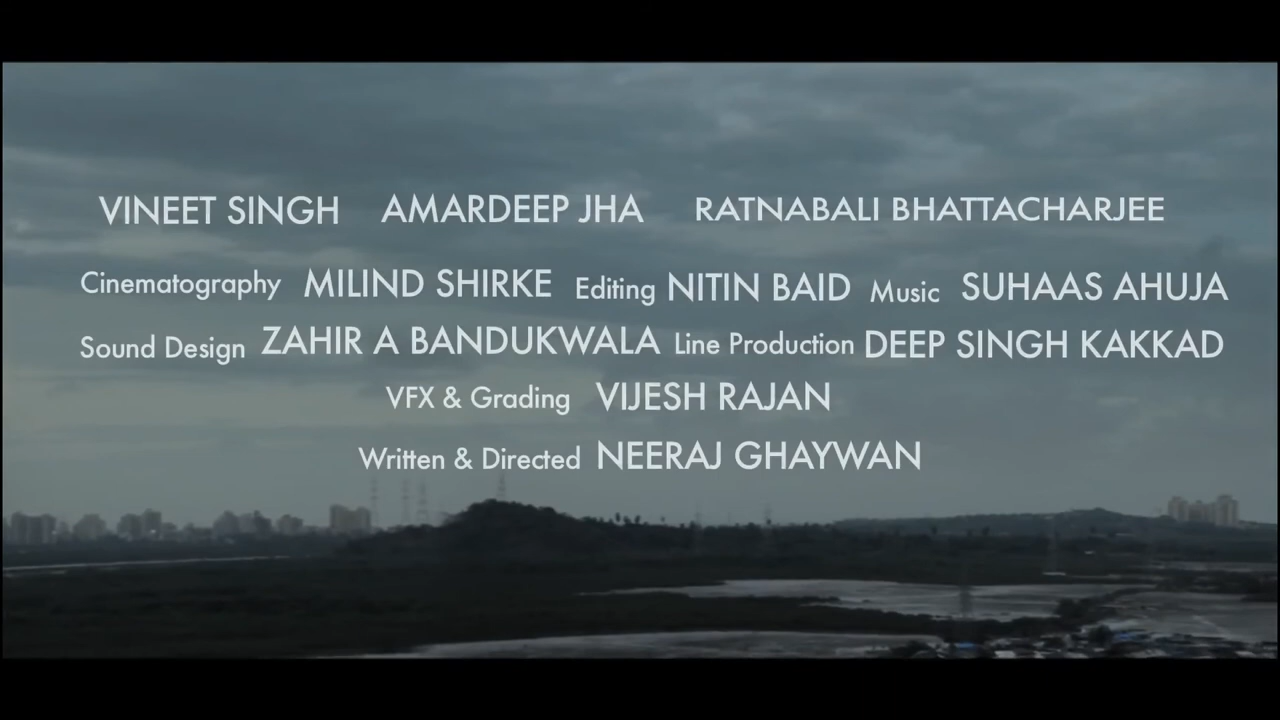 VINEET SINGH AMARDEEP JHA RATNABALI BHATTACHARJEE
Cinematography MILIND SHIRKE Editing NITIN BAID Music SUHAAS AHUJA
Sound Design ZAHIR A BANDUKWALA Line Production DEEP SINGH KAKKAD
VFX & Grading VIJESH RAJAN
Written & Directed NEERAJ GHAYWAN